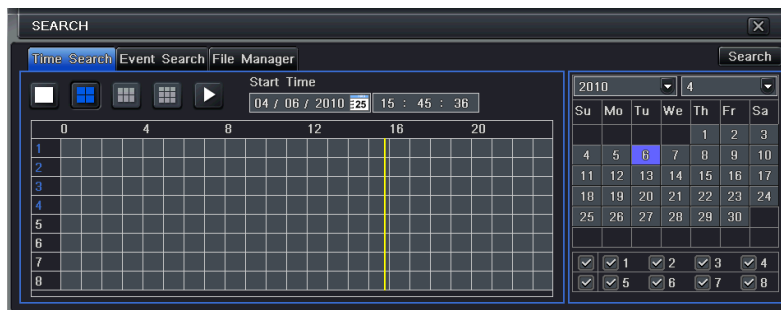 SEARCH
Time Search Event Search File Manager Search
Start Time
04 / 06 / 2010 25 15 : 45 : 36
0 4 8 12 16 20
1
2
3
4
5
6
7
8
2010 4
Su Mo Tu We Th Fr Sa
1 2 3
4 5 6 7 8 9 10
11 12 13 14 15 16 17
18 19 20 21 22 23 24
25 26 27 28 29 30
1 2 3 4
5 6 7 8